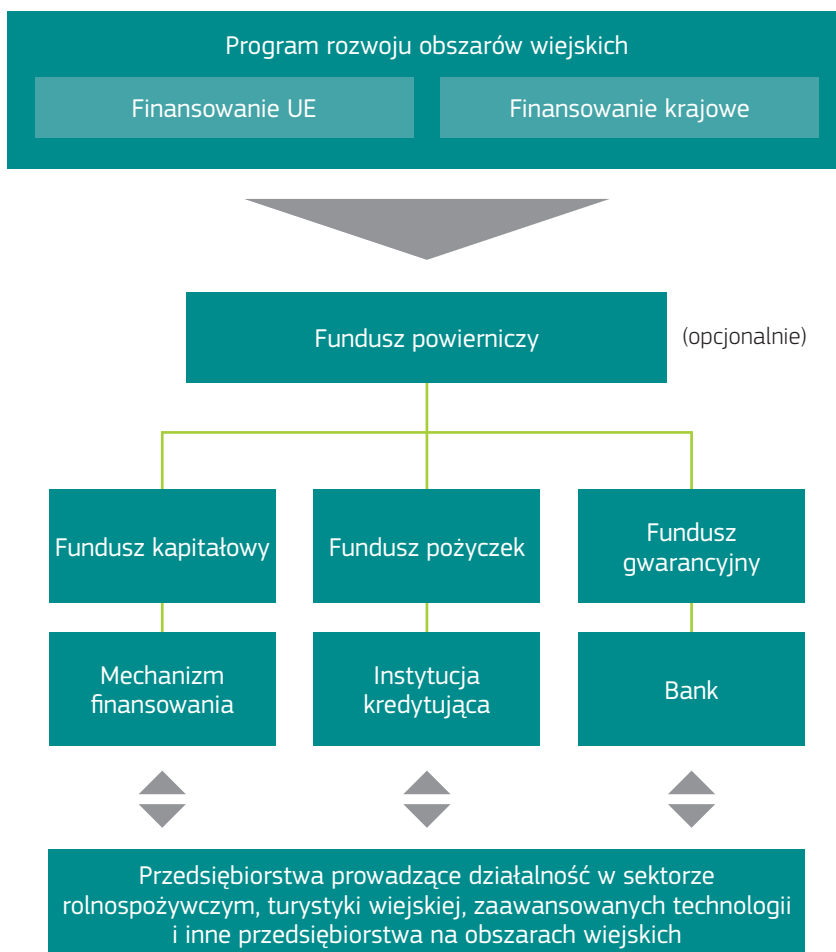 Program rozwoju obszarów wiejskich
Finansowanie UE
Finansowanie krajowe
Fundusz powierniczy
(opcjonalnie)
Fundusz kapitałowy
Fundusz pożyczek
Fundusz
gwarancyjny
Mechanizm
finansowania
Instytucja
kredytująca
Bank
Przedsiębiorstwa prowadzące działalność w sektorze
rolnospożywczym, turystyki wiejskiej, zaawansowanych technologii
i inne przedsiębiorstwa na obszarach wiejskich